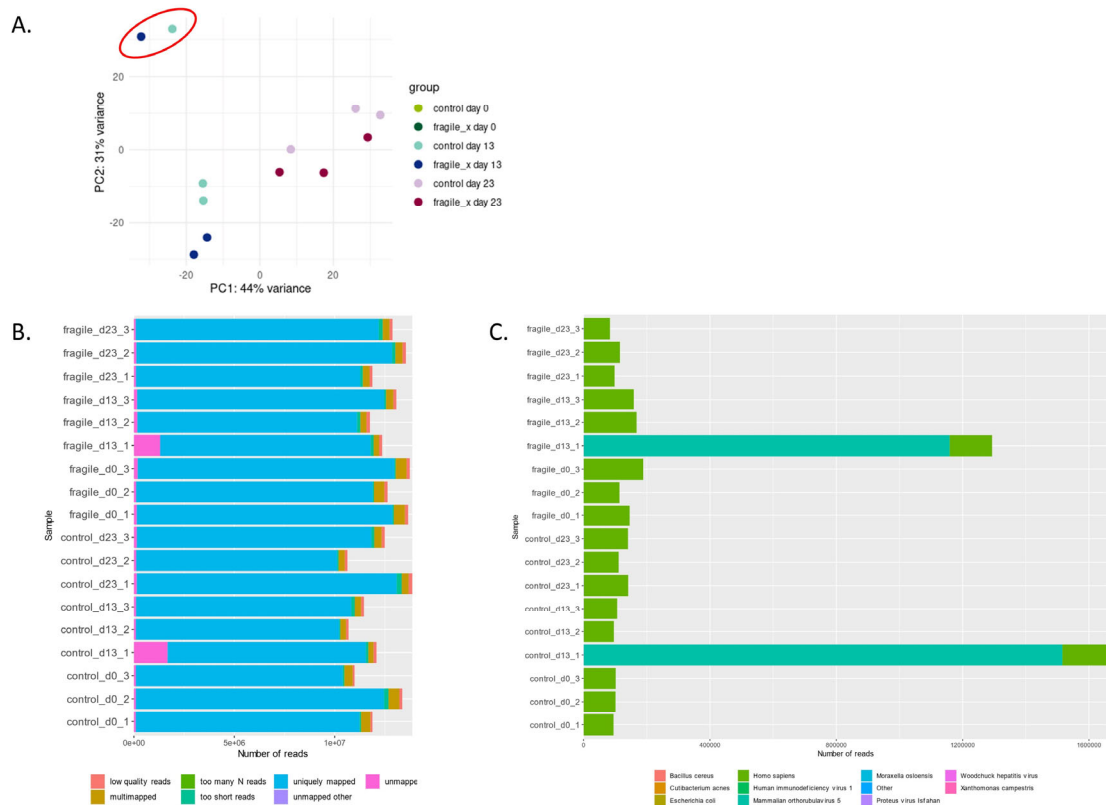 A.
20
0
-20
PC2: 31% variance
-20
0
20
PC1: 44% variance
group
control day 0
fragile_x day 0
control day 13
fragile_x day 13
control day 23
fragile_x day 23
B.
Sample
fragile_d23_3
fragile_d23_2
fragile_d23_1
fragile_d13_3
fragile_d13_2
fragile_d13_1
fragile_d0_3
fragile_d0_2
fragile_d0_1
control_d23_3
control_d23_2
control_d23_1
control_d13_3
control_d13_2
control_d13_1
control_d0_3
control_d0_2
control_d0_1
0e+00 5e+06 1e+07
Number of reads
low quality reads too many N reads uniquely mapped unmappe
multimapped too short reads unmapped other
C.
Sample
fragile_d23_3
fragile_d23_2
fragile_d23_1
fragile_d13_3
fragile_d13_2
fragile_d13_1
fragile_d0_3
fragile_d0_2
fragile_d0_1
control_d23_3
control_d23_2
control_d23_1
control_d13_3
control_d13_2
control_d13_1
control_d0_3
control_d0_2
control_d0_1
0 400000 800000 1200000 1600000
Number of reads
Bacillus cereus Homo sapiens Moraxella osloensis Woodchuck hepatitis virus
Cutibacterium acnes Human immunodeficiency virus 1 Other Xanthomonas campestris
Escherichia coli Mammalian orthorubulavirus 5 Proteus virus Isfahan